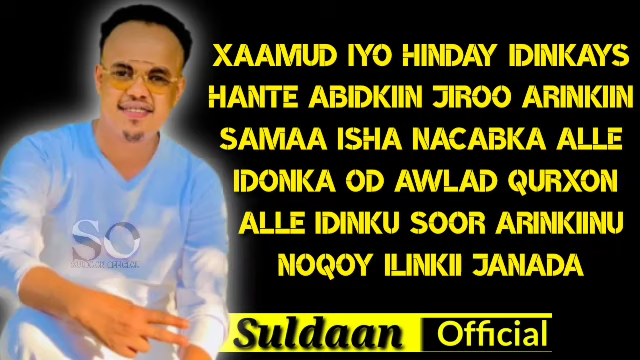 XAAMUD IYO HINDAY IDINKAYS
HANTE ABIDKIIN JIROO ARINKIIN
SAMAA ISHA NACABKA ALLE
IDONKA OD AWLAD QURXON
ALLE IDINKU SOOR ARINKIINU
NOQOY ILINKII JANADA
SO
Suldaan Official